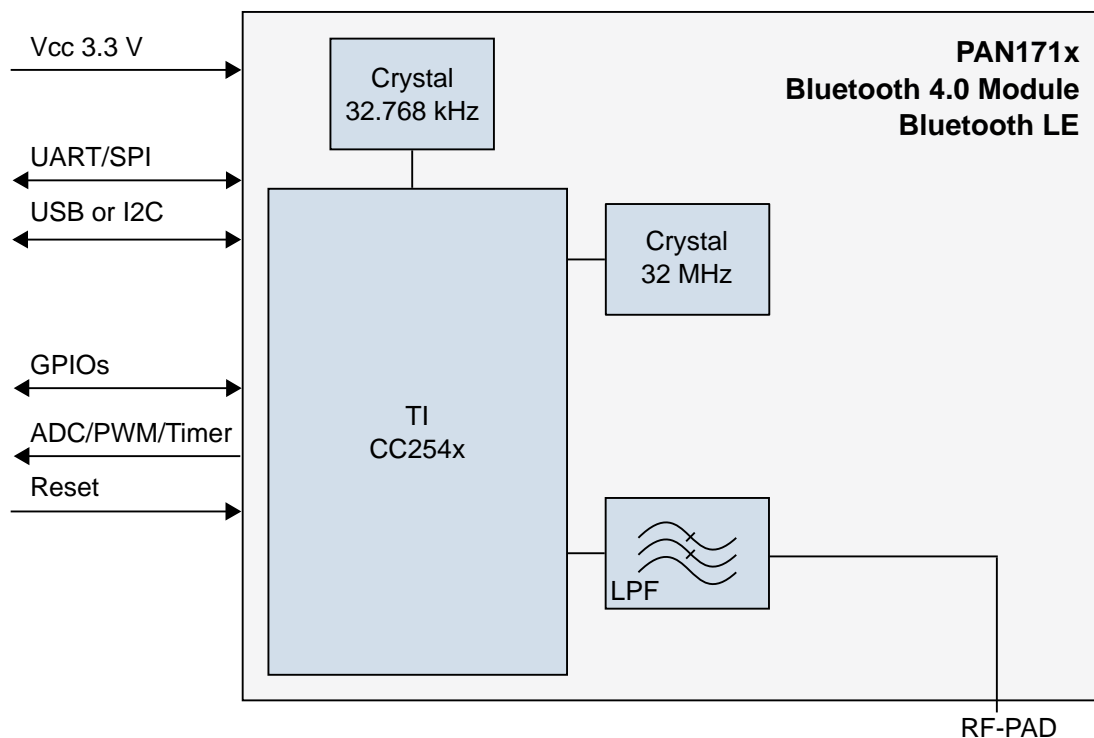 Vcc 3.3 V
UART/SPI
USB or I2C
GPIOs
ADC/PWM/Timer
Reset
Crystal
32.768 kHz
PAN171x
Bluetooth 4.0 Module
Bluetooth LE
Crystal
32 MHz
TI
CC254x
LPF
RF-PAD